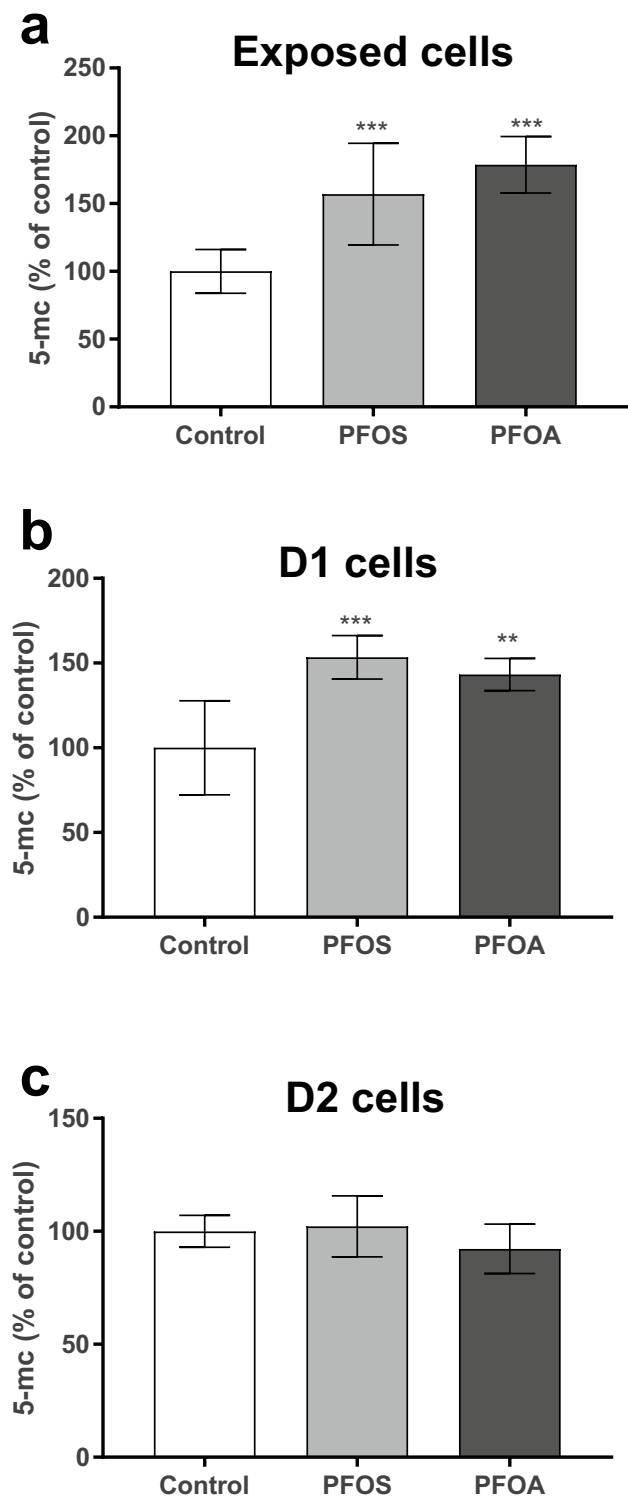 a
Exposed cells
5-mc (% of control)
250
200
150
100
50
0
***
***
Control PFOS PFOA
b
D1 cells
5-mc (% of control)
200
150
100
50
0
***
**
Control PFOS PFOA
c
D2 cells
5-mc (% of control)
150
100
50
0
Control PFOS PFOA